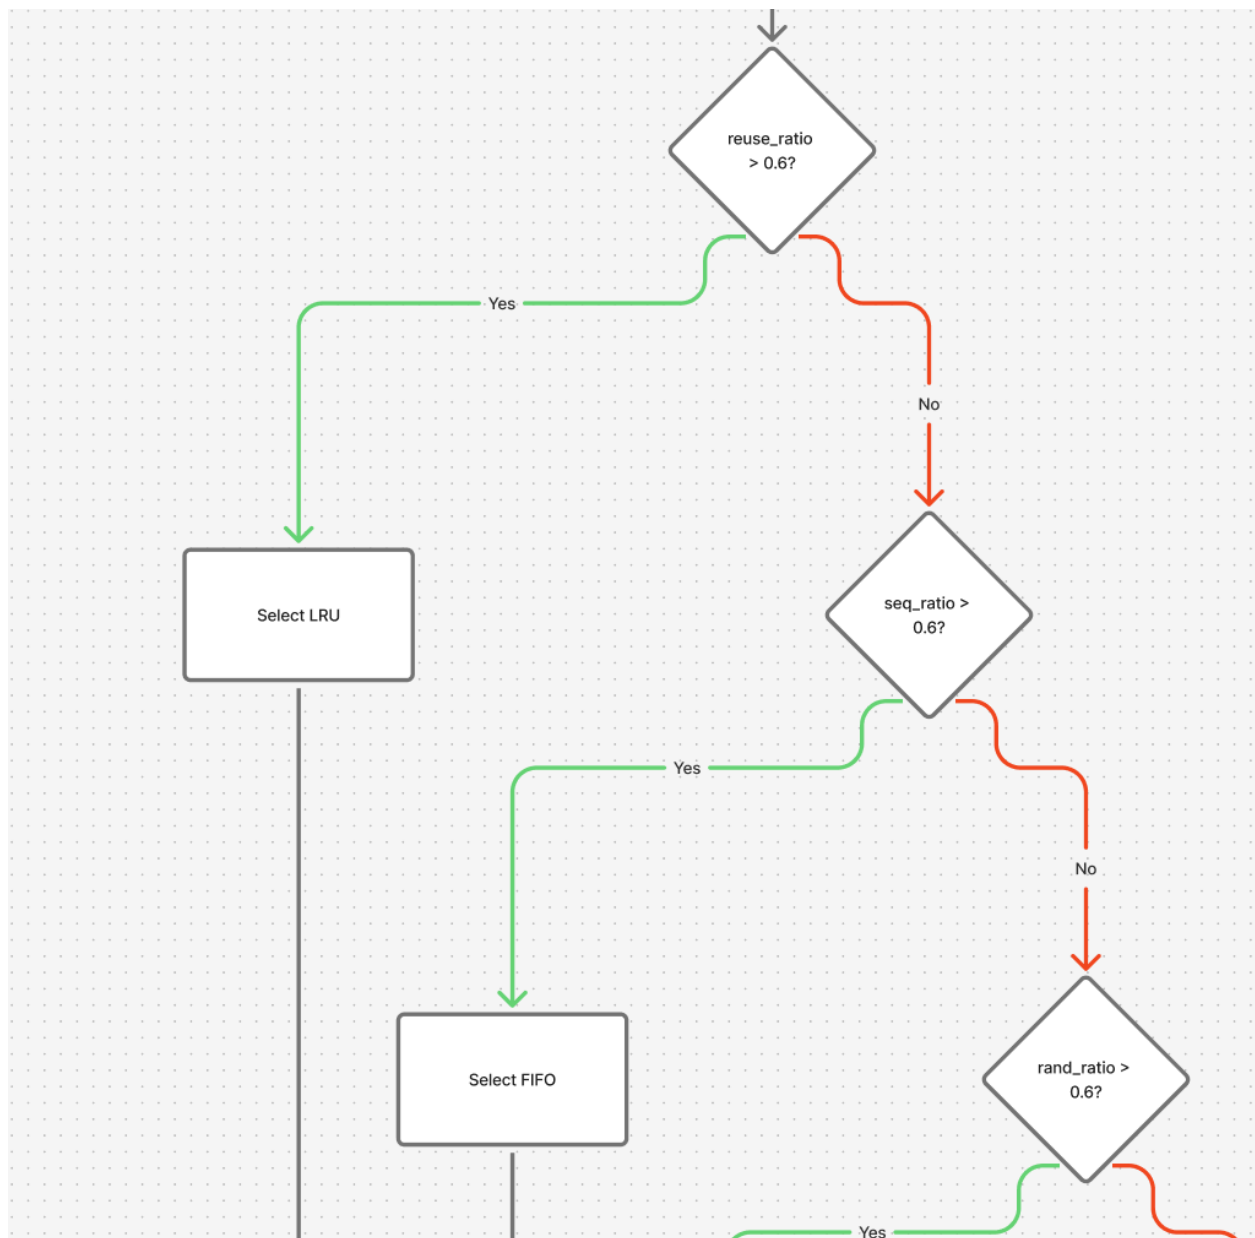 reuse_ratio
> 0.6?
Yes
No
seq_ratio >
0.6?
Select LRU
Yes
No
rand_ratio >
0.6?
Select FIFO
Yes